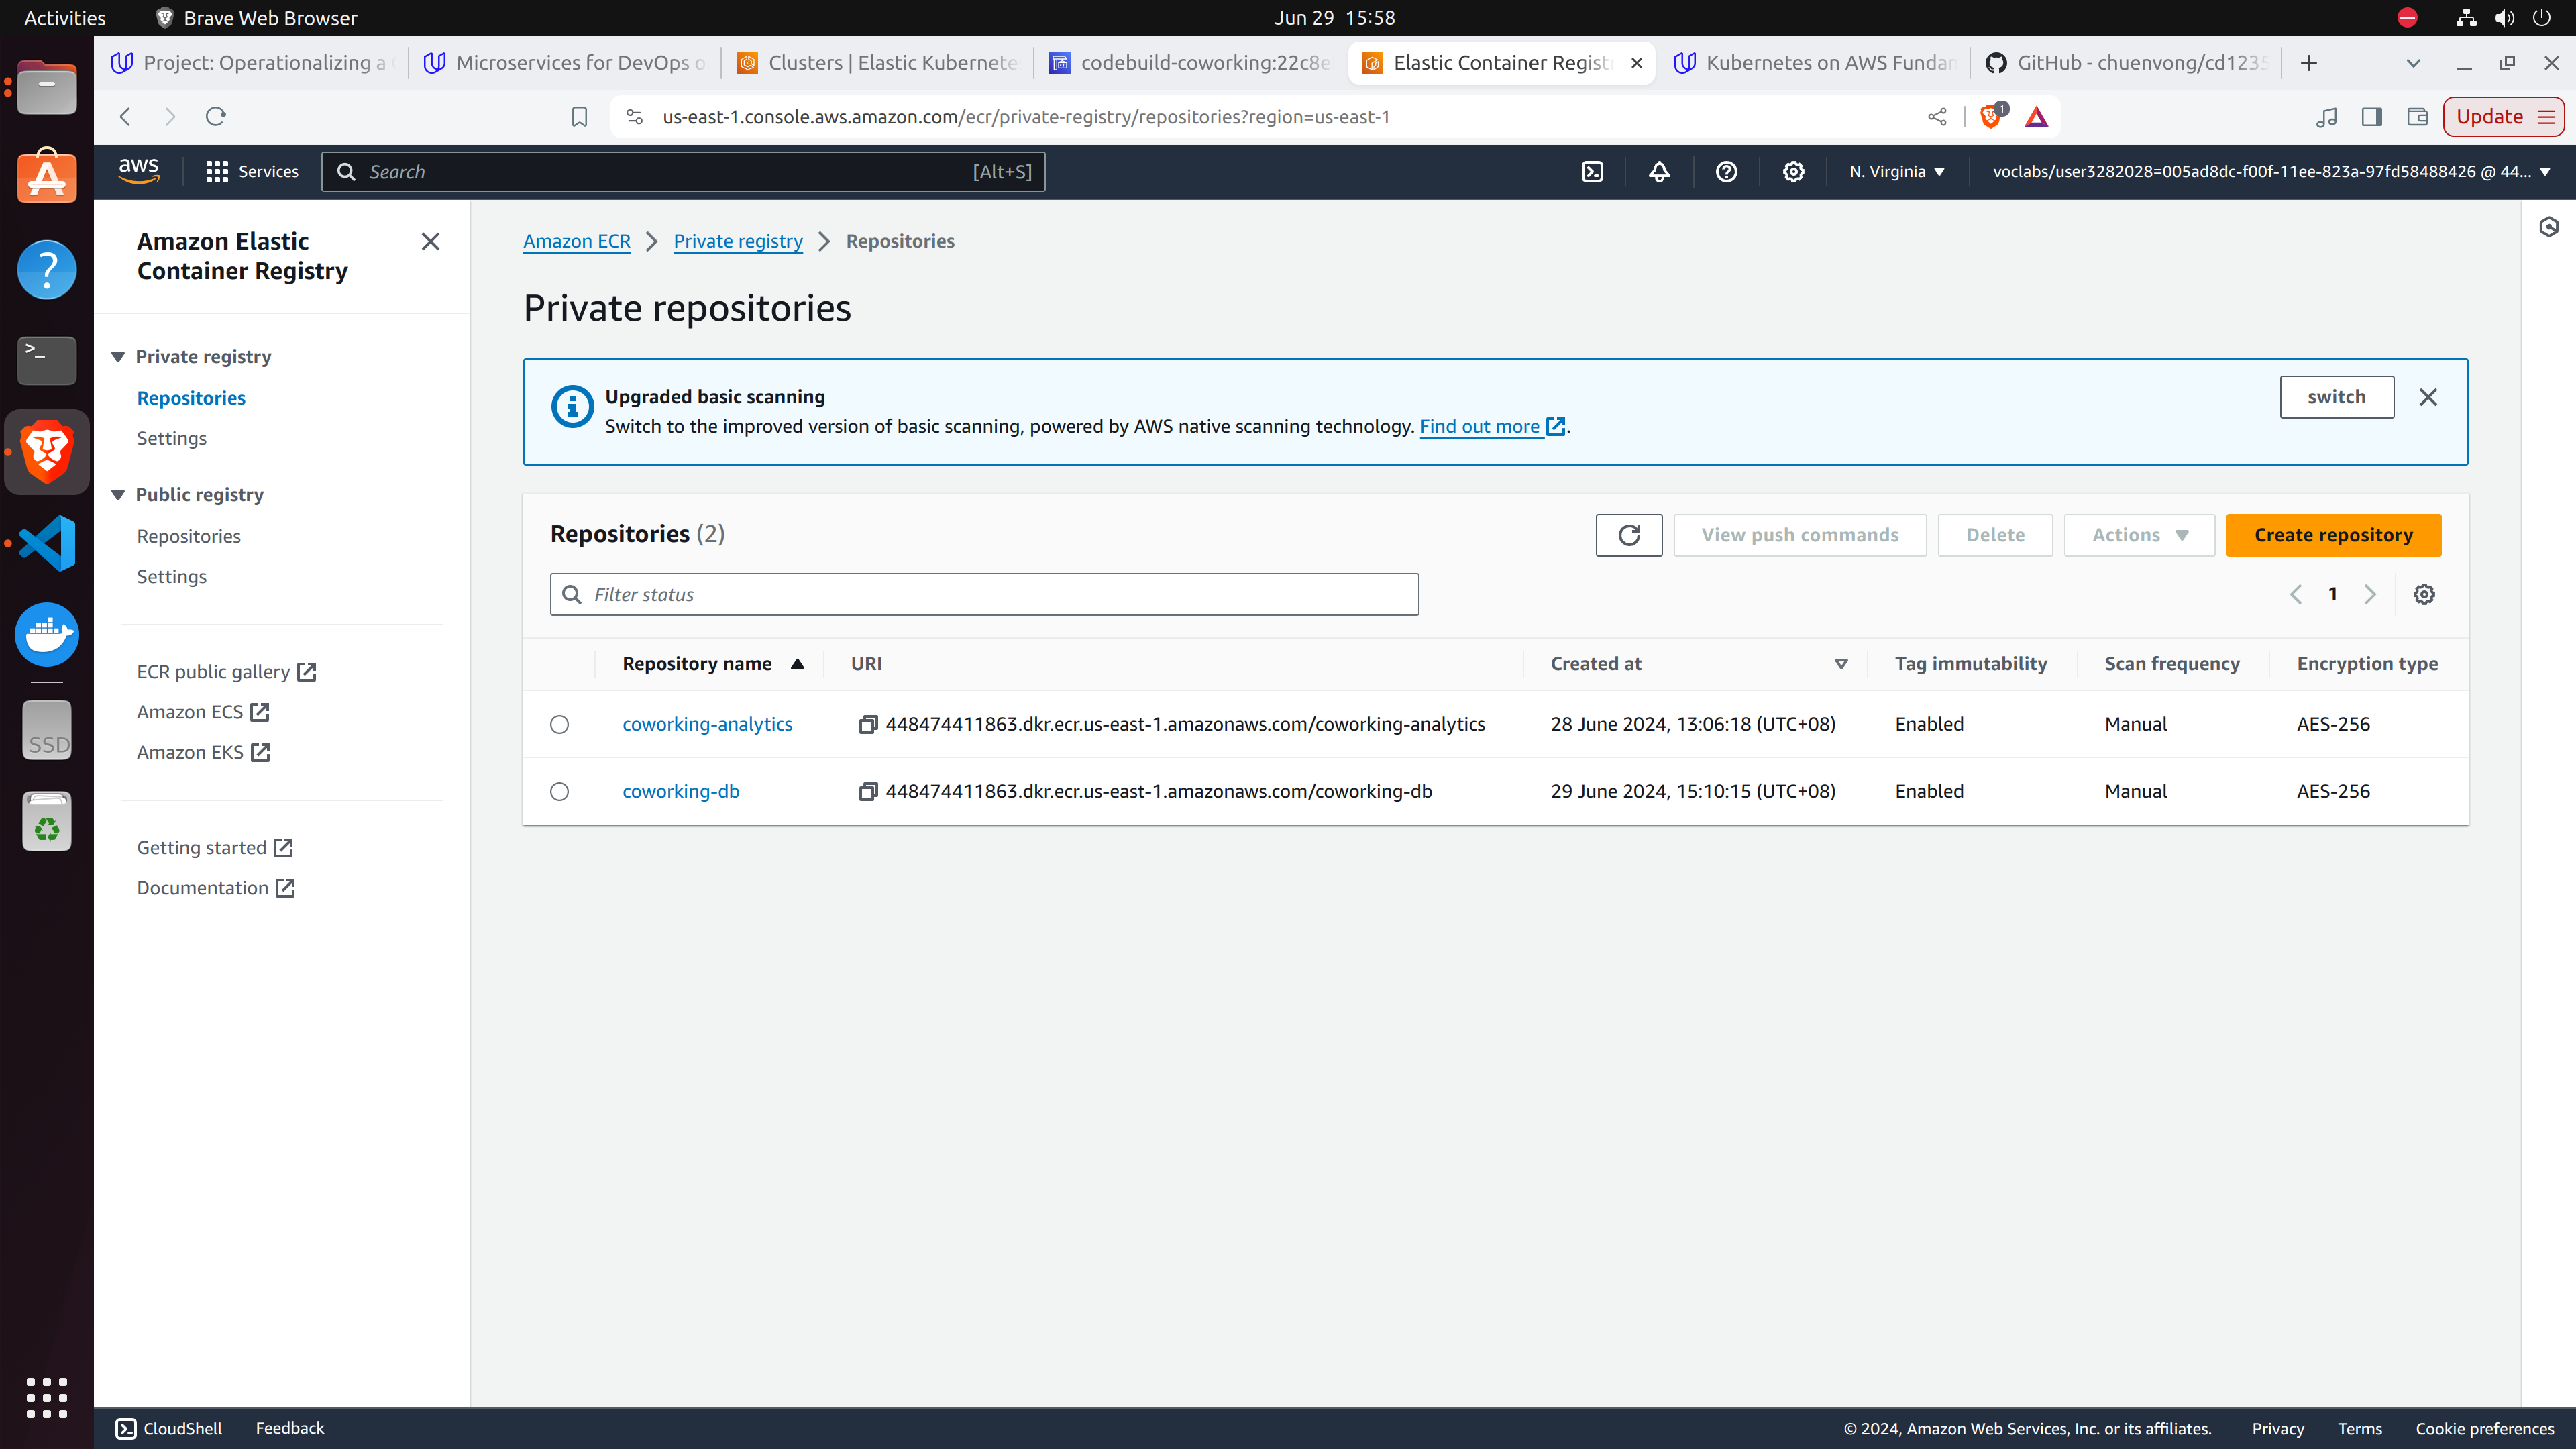 Activities
Brave Web Browser
Jun 29 15:58
Project: Operationalizing a
Microservices for DevOps o
Clusters | Elastic Kubernete
codebuild-coworking:22c8e
Elastic Container Regist
Kubernetes on AWS Fundam
GitHub - chuenvong/cd1235
us-east-1.console.aws.amazon.com/ecr/private-registry/repositories?region=us-east-1
1
Update
aws
Services
Search
[Alt+S]
N. Virginia
voclabs/user3282028=005ad8dc-f00f-11ee-823a-97fd58488426 @ 44...
Amazon Elastic
Container Registry
Private registry
Repositories
Settings
Public registry
Repositories
Settings
ECR public gallery
Amazon ECS
Amazon EKS
Getting started
Documentation
SSD
Amazon ECR
Private registry
Repositories
Private repositories
Upgraded basic scanning
Switch to the improved version of basic scanning, powered by AWS native scanning technology. Find out more.
switch
Repositories (2)
View push commands
Delete
Actions
Create repository
Filter status
1
Repository name
URI
Created at
Tag immutability
Scan frequency
Encryption type
coworking-analytics
448474411863.dkr.ecr.us-east-1.amazonaws.com/coworking-analytics
28 June 2024, 13:06:18 (UTC+08)
Enabled
Manual
AES-256
coworking-db
448474411863.dkr.ecr.us-east-1.amazonaws.com/coworking-db
29 June 2024, 15:10:15 (UTC+08)
Enabled
Manual
AES-256
CloudShell
Feedback
© 2024, Amazon Web Services, Inc. or its affiliates.
Privacy
Terms
Cookie preferences